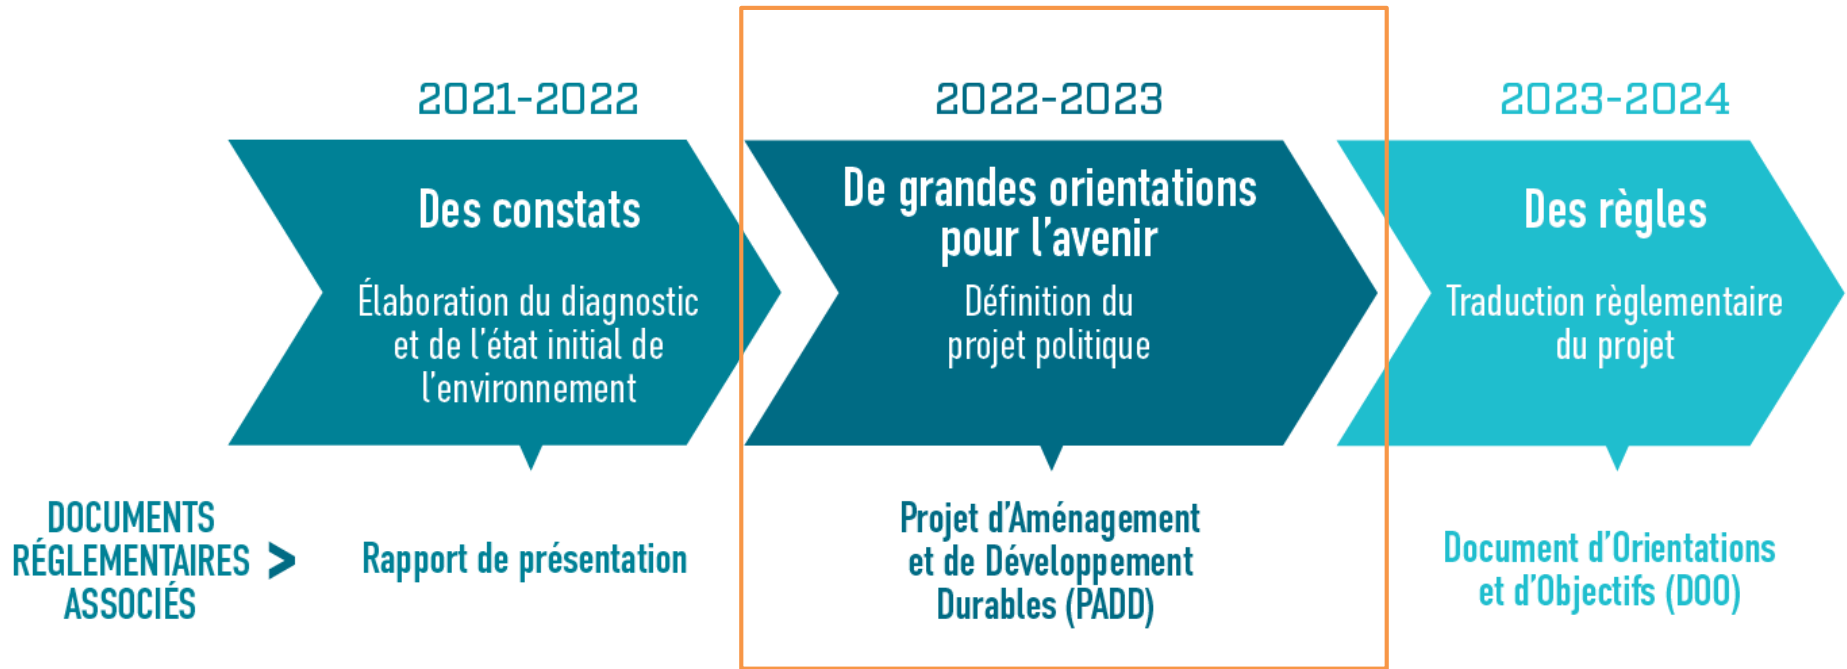 2021-2022
Des constats
Élaboration du diagnostic
et de l'état initial de
l'environnement
2022-2023
De grandes orientations
pour l'avenir
Définition du
projet politique
2023-2024
Des règles
Traduction règlementaire
du projet
DOCUMENTS
RÉGLEMENTAIRES >
ASSOCIÉS
Rapport de présentation
Projet d'Aménagement
et de Développement
Durables (PADD)
Document d'Orientations
et d'Objectifs (DOO)